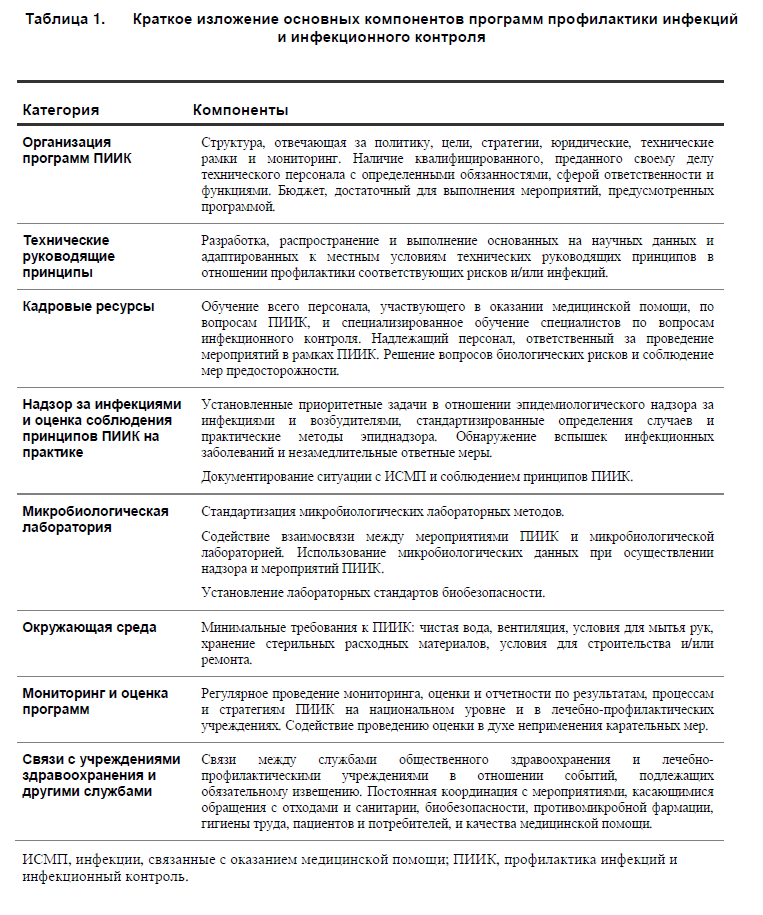 Таблица 1. Краткое изложение основных компонентов программ профилактики инфекций
и инфекционного контроля
Категория Компоненты
Организация
программ ПИИК
Структура, отвечающая за политику, цели, стратегии, юридические, технические
рамки и мониторинг. Наличие квалифицированного, преданного своему делу
технического персонала с определенными обязанностями, сферой ответственности и
функциями. Бюджет, достаточный для выполнения мероприятий, предусмотренных
программой.
Технические
руководящие
принципы
Разработка, распространение и выполнение основанных на научных данных и
адаптированных к местным условиям технических руководящих принципов в
отношении профилактики соответствующих рисков и/или инфекций.
Кадровые ресурсы
Обучение всего персонала, участвующего в оказании медицинской помощи, по
вопросам ПИИК, и специализированное обучение специалистов по вопросам
инфекционного контроля. Надлежащий персонал, ответственный за проведение
мероприятий в рамках ПИИК. Решение вопросов биологических рисков и соблюдение
мер предосторожности.
Надзор за инфекциями
и оценка соблюдения
принципов ПИИК на
практике
Установленные приоритетные задачи в отношении эпидемиологического надзора за
инфекциями и возбудителями, стандартизированные определения случаев и
практические методы эпиднадзора. Обнаружение вспышек инфекционных
заболеваний и незамедлительные ответные меры.
Документирование ситуации с ИСМП и соблюдением принципов ПИИК.
Микробиологическая
лаборатория
Стандартизация микробиологических лабораторных методов.
Содействие взаимосвязи между мероприятиями ПИИК и микробиологической
лабораторией. Использование микробиологических данных при осуществлении
надзора и мероприятий ПИИК.
Установление лабораторных стандартов биобезопасности.
Окружающая среда
Минимальные требования к ПИИК: чистая вода, вентиляция, условия для мытья рук,
хранение стерильных расходных материалов, условия для строительства и/или
ремонта.
Мониторинг и оценка
программ
Регулярное проведение мониторинга, оценки и отчетности по результатам, процессам
и стратегиям ПИИК на национальном уровне и в лечебно-профилактических
учреждениях. Содействие проведению оценки в духе неприменения карательных мер.
Связи с учреждениями
здравоохранения и
другими службами
Связи между службами общественного здравоохранения и лечебно-
профилактическими учреждениями в отношении событий, подлежащих
обязательному извещению. Постоянная координация с мероприятиями, касающимися
обращения с отходами и санитарии, биобезопасности, противомикробной фармации,
гигиены труда, пациентов и потребителей, и качества медицинской помощи.
ИСМП, инфекции, связанные с оказанием медицинской помощи; ПИИК, профилактика инфекций и
инфекционный контроль.